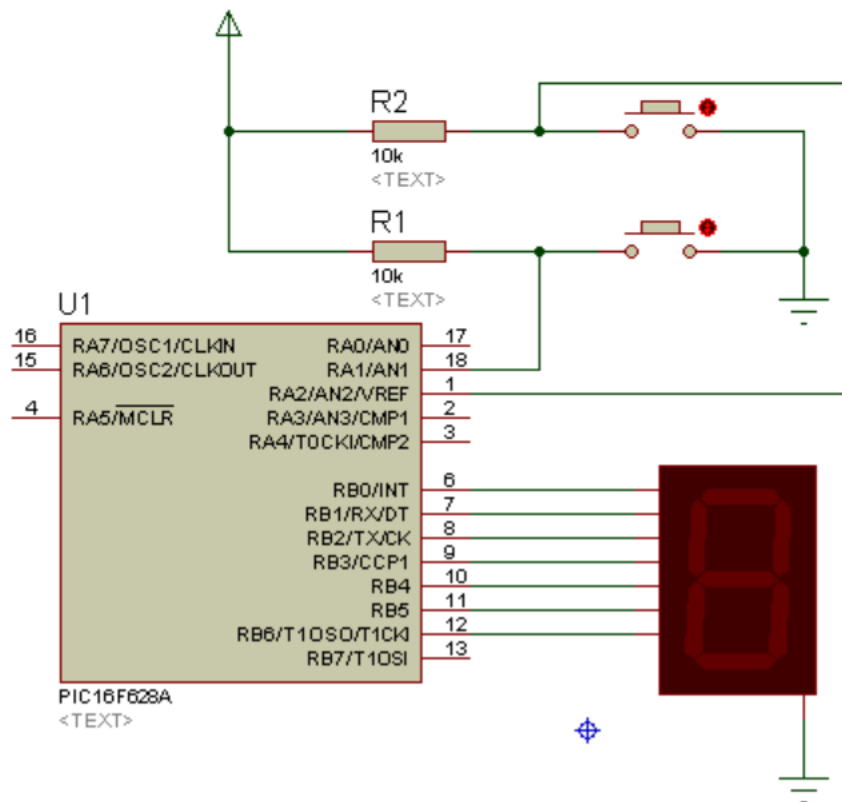 R2
10k
<TEXT>
R1
10k
<TEXT>
U1
16 RA7/OSC1/CLKIN RA0/AN0 17
15 RA6/OSC2/CLKOUT RA1/AN1 18
RA2/AN2/VREF 1
4 RA5/MCLR RA3/AN3/CMP1 2
RA4/T0CKI/CMP2 3
RB0/INT 6
RB1/RX/DT 7
RB2/TX/CK 8
RB3/CCP1 9
RB4 10
RB5 11
RB6/T1OSO/T1CKI 12
RB7/T1OSI 13
PIC16F628A
<TEXT>